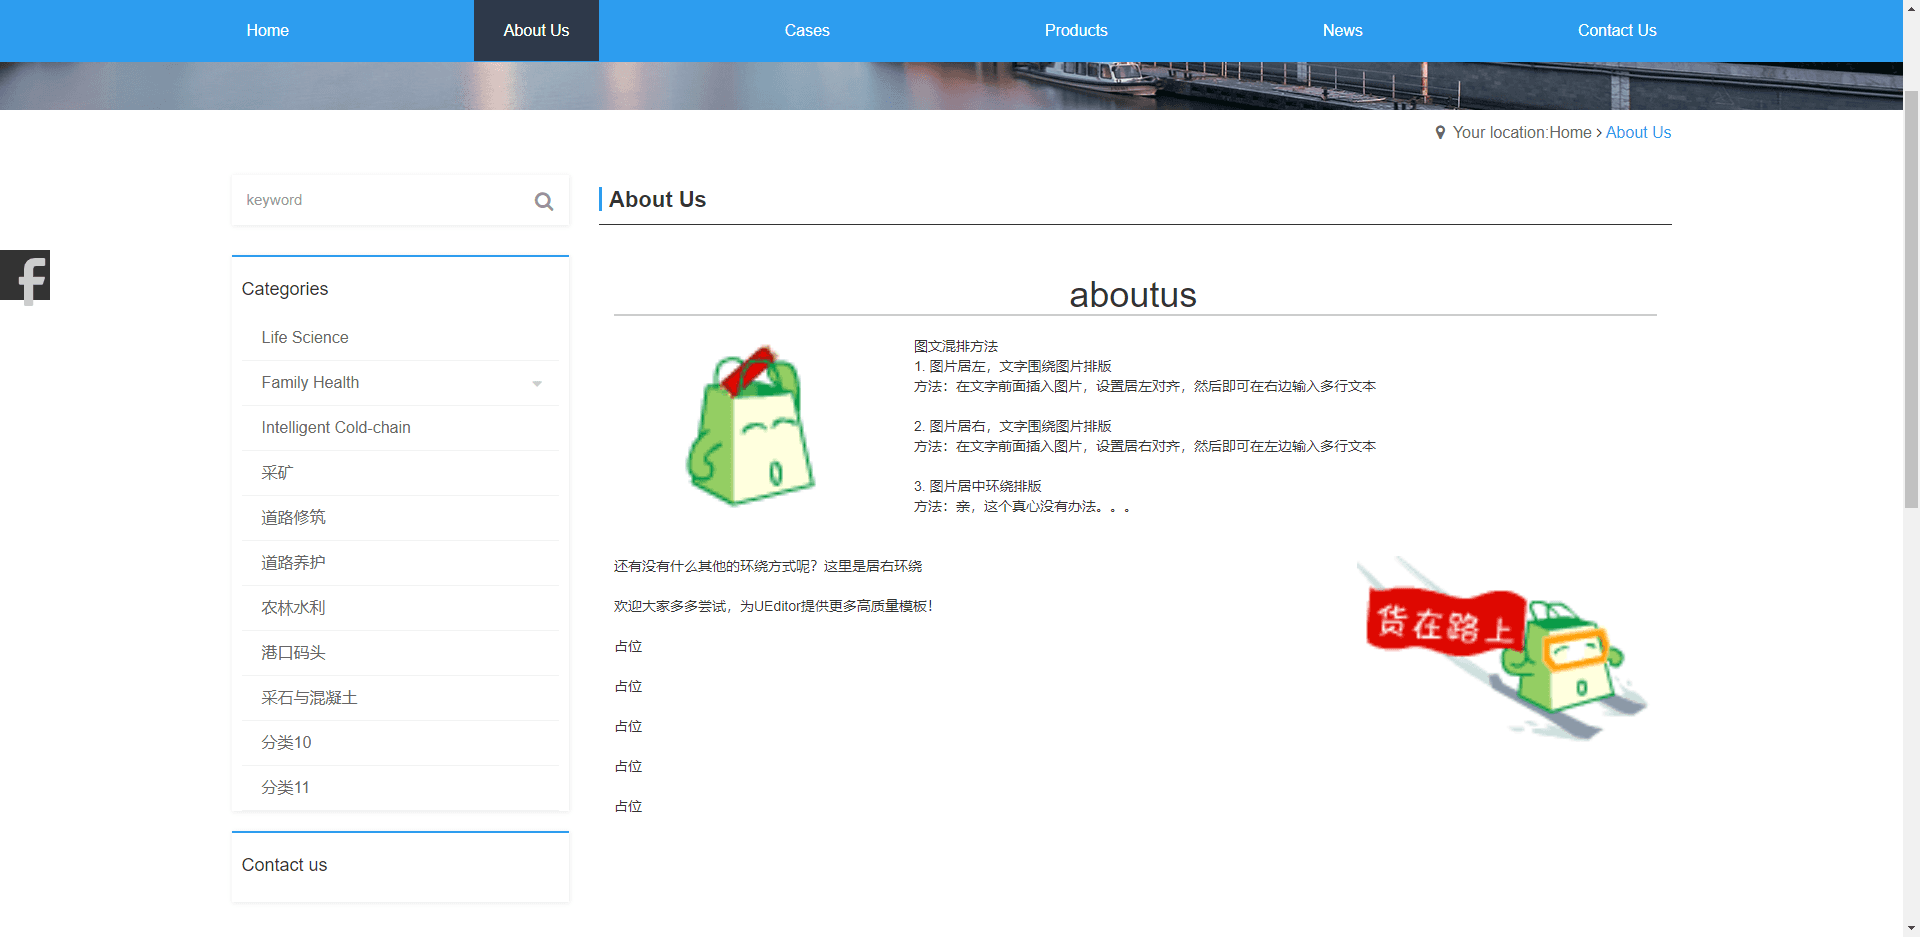 Home About Us Cases Products News Contact Us
Your location:Home > About Us
keyword
Categories
Life Science
Family Health
Intelligent Cold-chain
采矿
道路修筑
道路养护
农林水利
港口码头
采石与混凝土
分类10
分类11
Contact us
About Us
aboutus
图文混排方法
1. 图片居左，文字围绕图片排版
方法：在文字前面插入图片，设置居左对齐，然后即可在右边输入多行文本
2. 图片居右，文字围绕图片排版
方法：在文字前面插入图片，设置居右对齐，然后即可在左边输入多行文本
3. 图片居中环绕排版
方法：亲，这个真心没有办法。。。
还有没有什么其他的环绕方式呢？这里是居右环绕
欢迎大家多多尝试，为UEditor提供更多高质量模板！
占位
占位
占位
占位
占位
货在路上